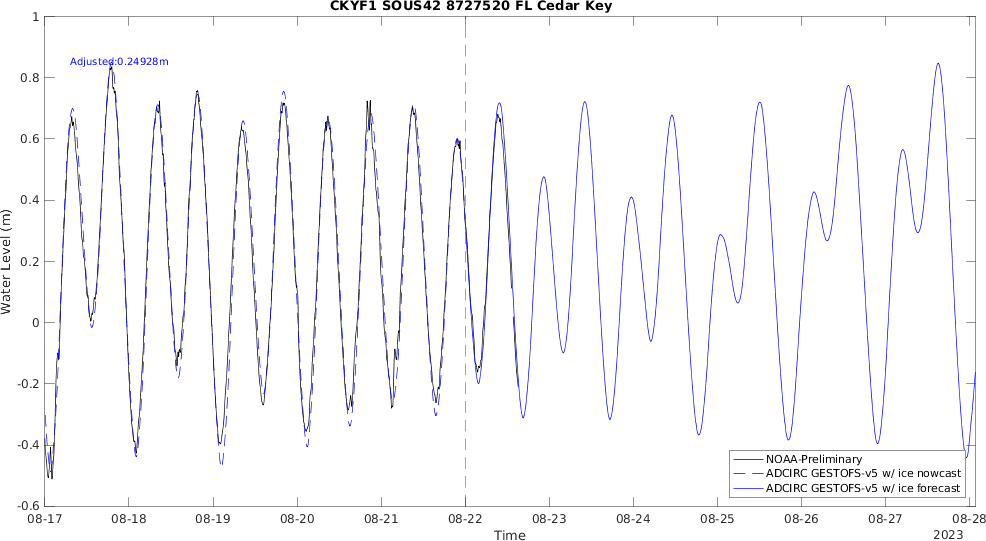 CKYF1 SOUS42 8727520 FL Cedar Key
Adjusted:0.24928m
Water Level (m)
1
0.8
0.6
0.4
0.2
0
-0.2
-0.4
-0.6
NOAA-Preliminary
ADCIRC GESTOFS-v5 w/ ice nowcast
ADCIRC GESTOFS-v5 w/ ice forecast
08-17 08-18 08-19 08-20 08-21 08-22 08-23 08-24 08-25 08-26 08-27 08-28
Time
2023